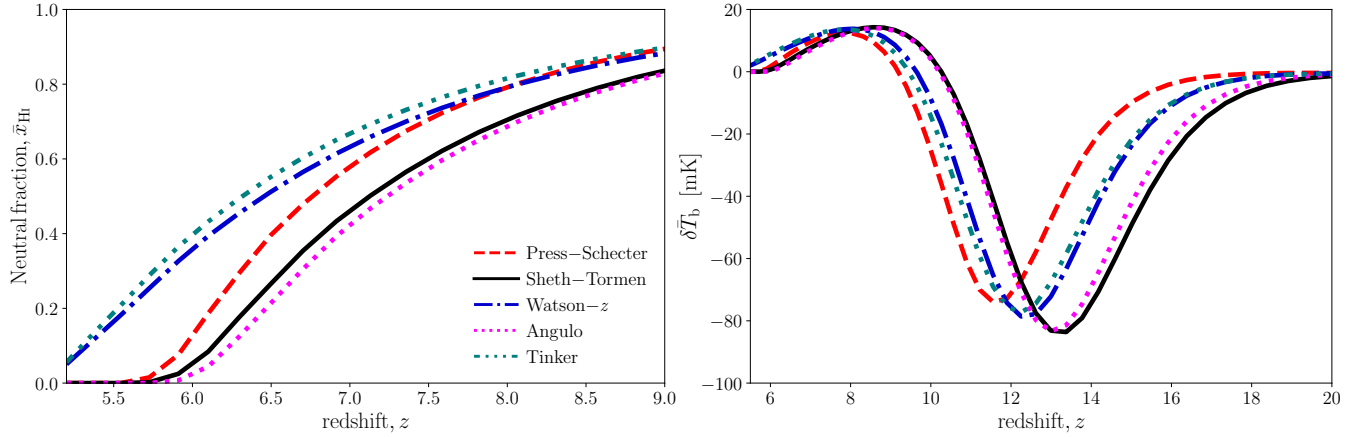 1.0
0.8
0.6
0.4
0.2
0.0
Neutral fraction, x̄_HI
5.5 6.0 6.5 7.0 7.5 8.0 8.5 9.0
redshift, z
Press−Schecter
Sheth−Tormen
Watson−z
Angulo
Tinker
20
0
−20
−40
−60
−80
−100
δT̄_b [mK]
6 8 10 12 14 16 18 20
redshift, z